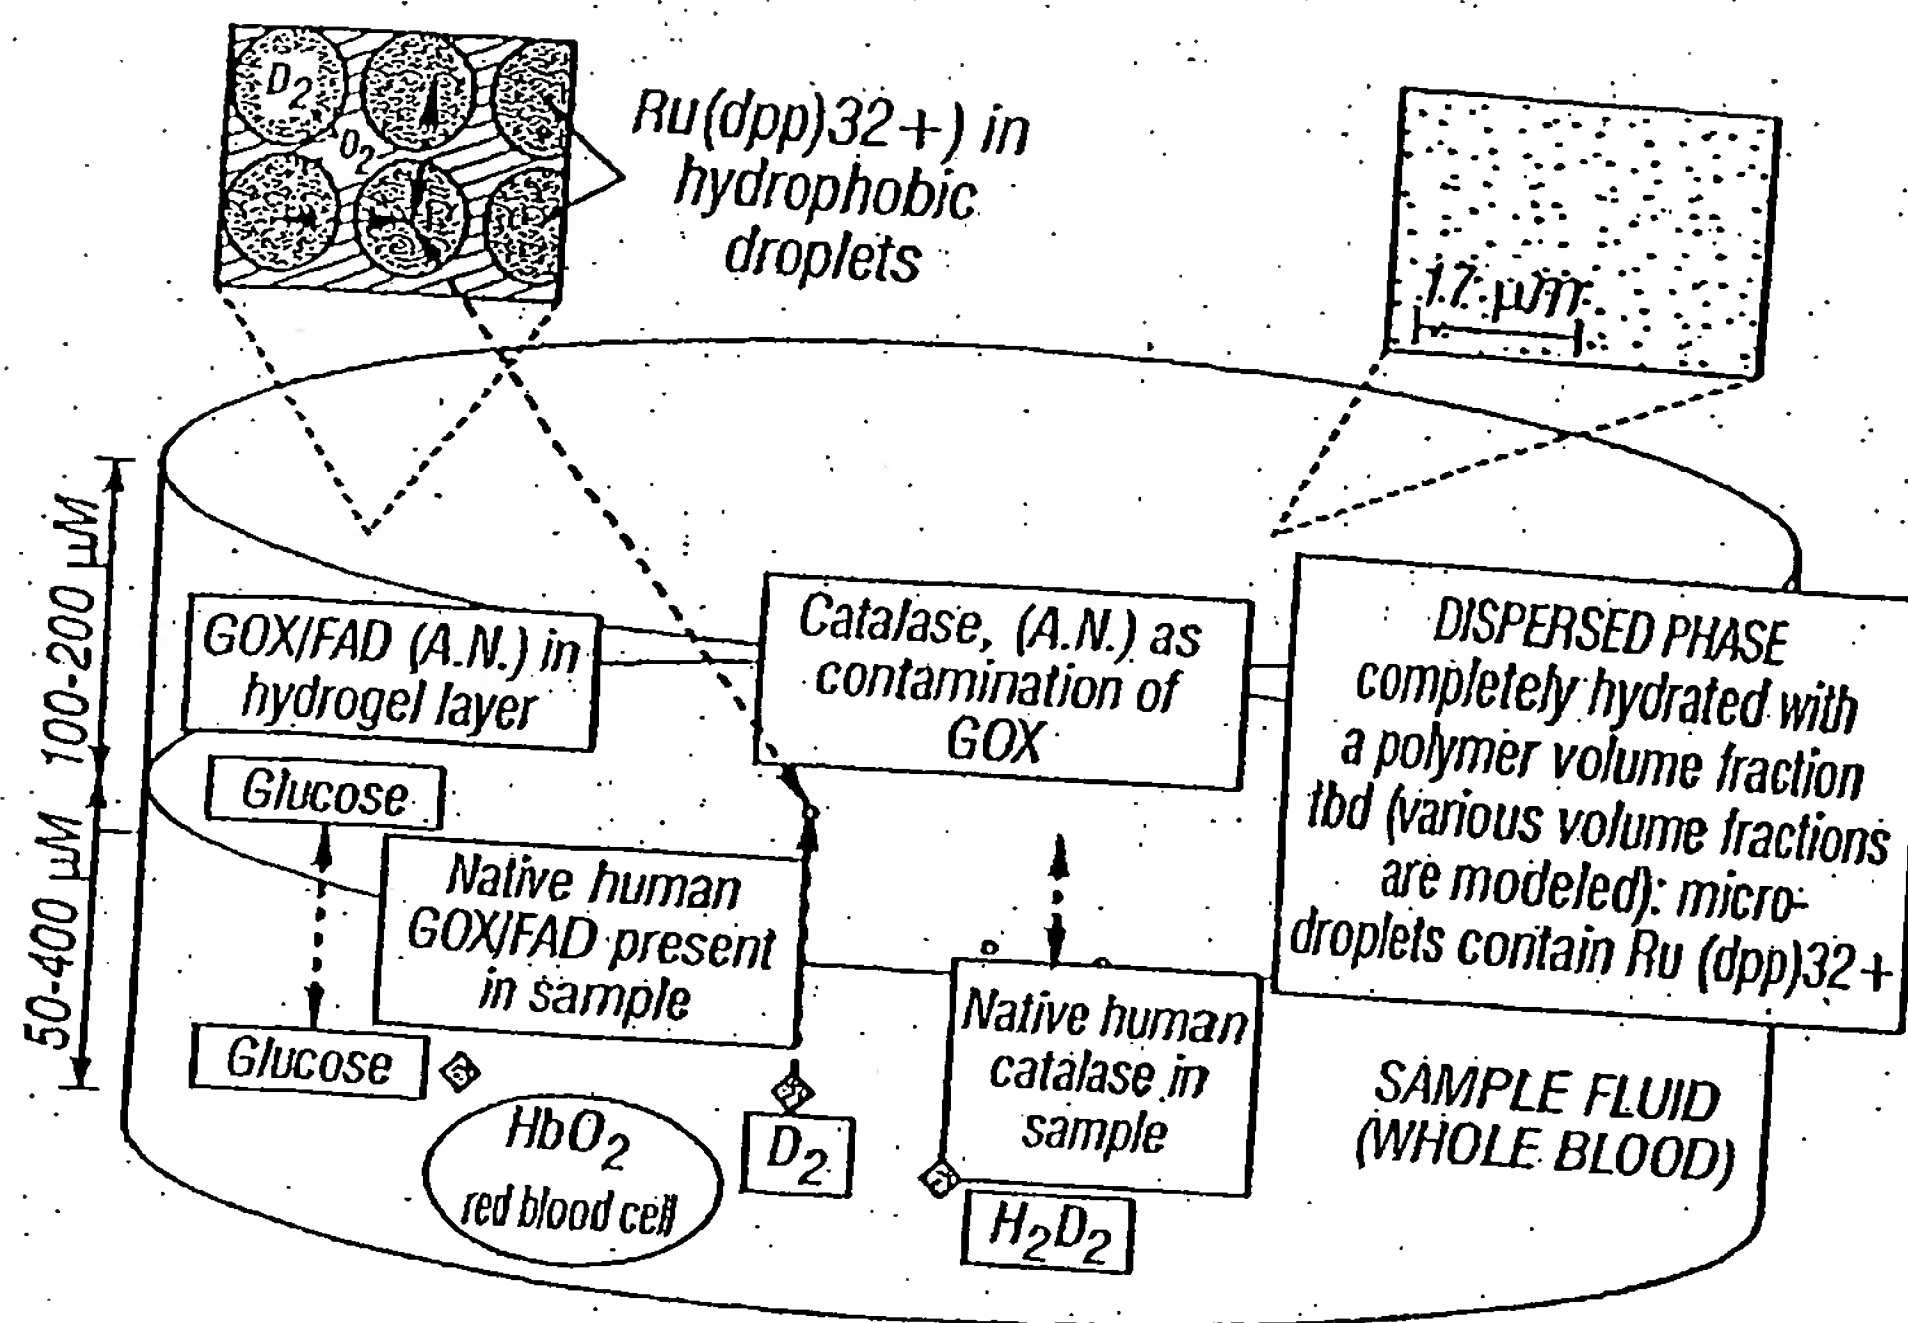 D2
O2
Ru(dpp)32+) in
hydrophobic
droplets
17 μm
100-200 μM
50-400 μM
GOX/FAD (A.N.) in
hydrogel layer
Catalase, (A.N.) as
contamination of
GOX
DISPERSED PHASE
completely hydrated with
a polymer volume fraction
tbd (various volume fractions
are modeled): micro-
droplets contain Ru (dpp)32+
Glucose
Native human
GOX/FAD present
in sample
Glucose
HbO2
red blood cell
D2
Native human
catalase in
sample
H2D2
SAMPLE FLUID
(WHOLE BLOOD)